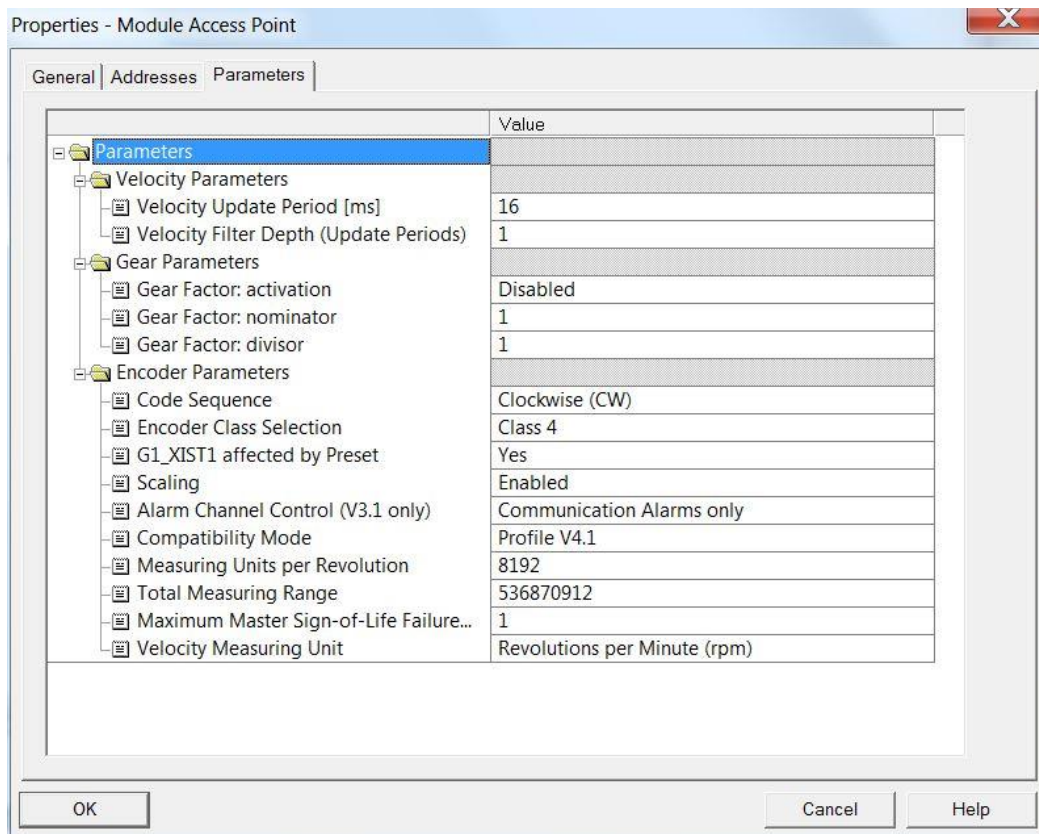 Properties - Module Access Point
General Addresses Parameters
Value
Parameters
Velocity Parameters
Velocity Update Period [ms] 16
Velocity Filter Depth (Update Periods) 1
Gear Parameters
Gear Factor: activation Disabled
Gear Factor: nominator 1
Gear Factor: divisor 1
Encoder Parameters
Code Sequence Clockwise (CW)
Encoder Class Selection Class 4
G1_XIST1 affected by Preset Yes
Scaling Enabled
Alarm Channel Control (V3.1 only) Communication Alarms only
Compatibility Mode Profile V4.1
Measuring Units per Revolution 8192
Total Measuring Range 536870912
Maximum Master Sign-of-Life Failure... 1
Velocity Measuring Unit Revolutions per Minute (rpm)
OK Cancel Help